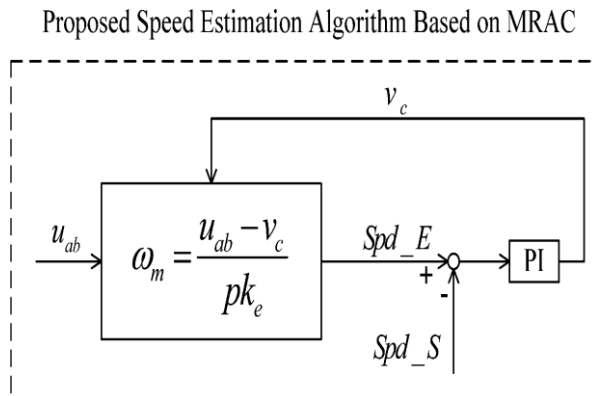 Proposed Speed Estimation Algorithm Based on MRAC
v_c
u_ab
ω_m = (u_ab − v_c) / (pk_e)
Spd_E
+
-
PI
Spd_S